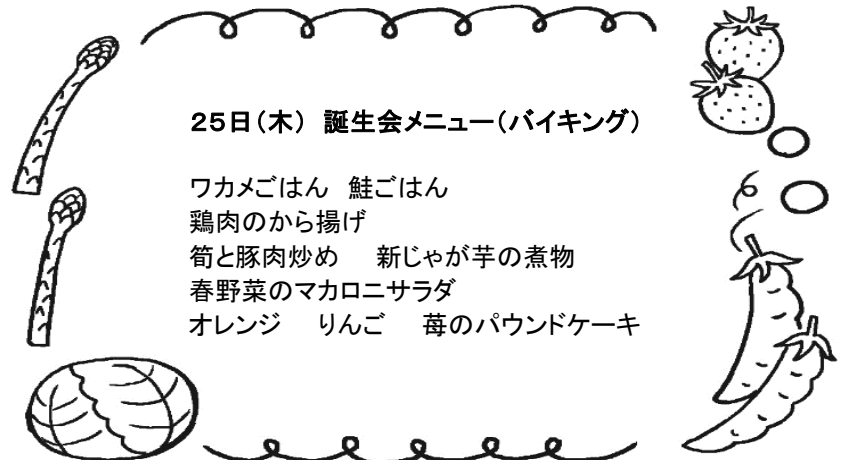 25日(木) 誕生会メニュー(バイキング)
ワカメごはん 鮭ごはん
鶏肉のから揚げ
筍と豚肉炒め 新じゃが芋の煮物
春野菜のマカロニサラダ
オレンジ りんご 苺のパウンドケーキ